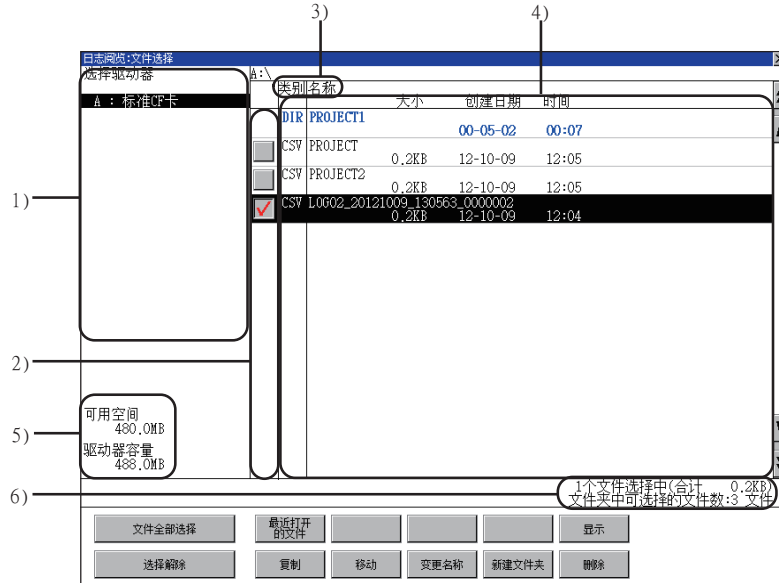 3)
4)
日志阅览:文件选择
选择驱动器
A:\
类别 名称
大小 创建日期 时间
A : 标准CF卡
DIR PROJECT1
00-05-02 00:07
CSV PROJECT
0.2KB 12-10-09 12:05
CSV PROJECT2
0.2KB 12-10-09 12:05
1)
CSV LOG02_20121009_130563_0000002
0.2KB 12-10-09 12:04
2)
可用空间
480.0MB
5)
驱动器容量
488.0MB
6)
1个文件选择中(合计 0.2KB)
文件夹中可选择的文件数:3 文件
文件全部选择
最近打开的文件
显示
选择解除
复制
移动
变更名称
新建文件夹
删除